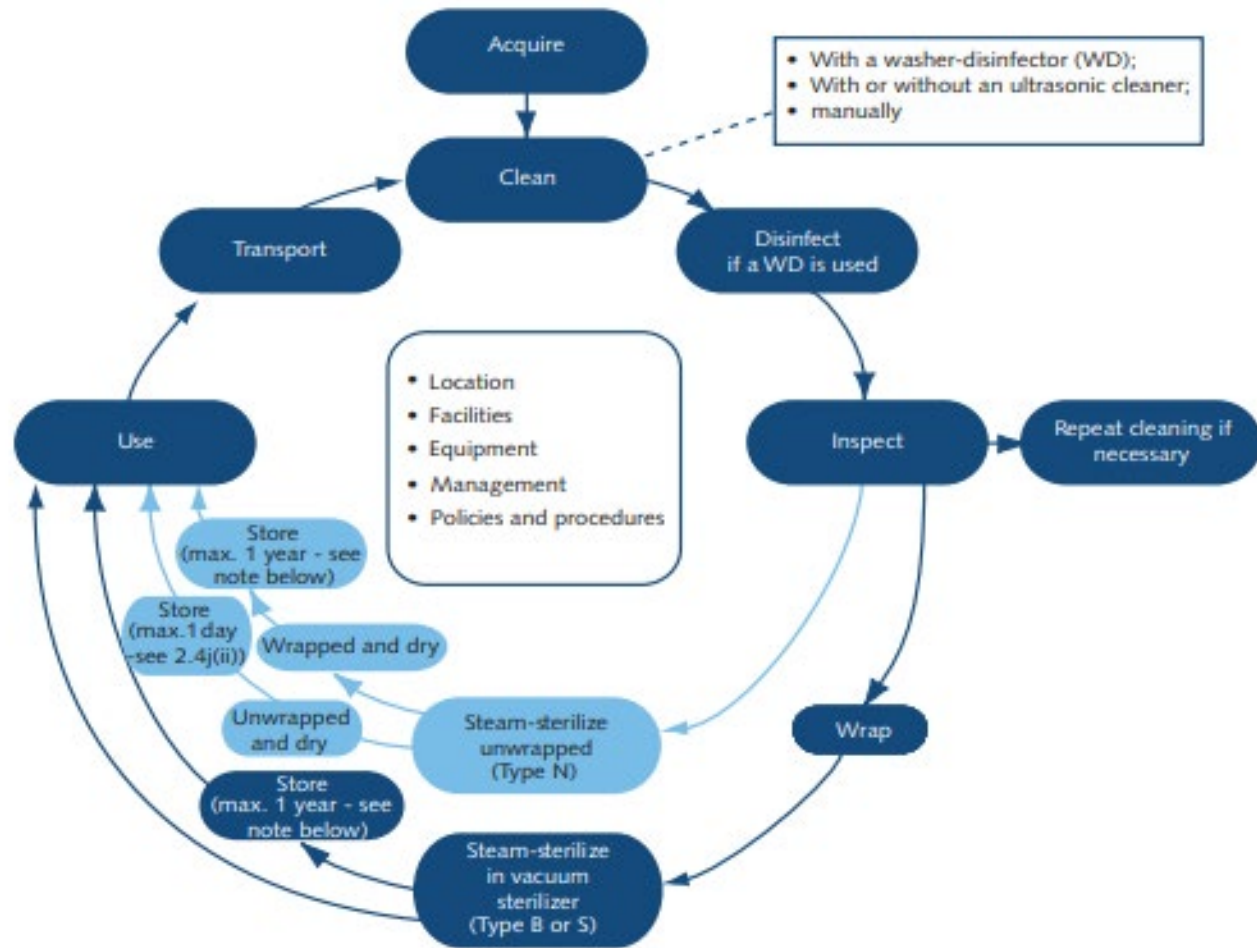 Acquire
• With a washer-disinfector (WD);
• With or without an ultrasonic cleaner;
• manually
Clean
Transport
Disinfect
if a WD is used
• Location
• Facilities
• Equipment
• Management
• Policies and procedures
Use
Inspect
Repeat cleaning if
necessary
Store
(max. 1 year - see
note below)
Store
(max.1 day
-see 2.4j(ii))
Wrapped and dry
Unwrapped
and dry
Steam-sterilize
unwrapped
(Type N)
Wrap
Store
(max. 1 year - see
note below)
Steam-sterilize
in vacuum
sterilizer
(Type B or S)